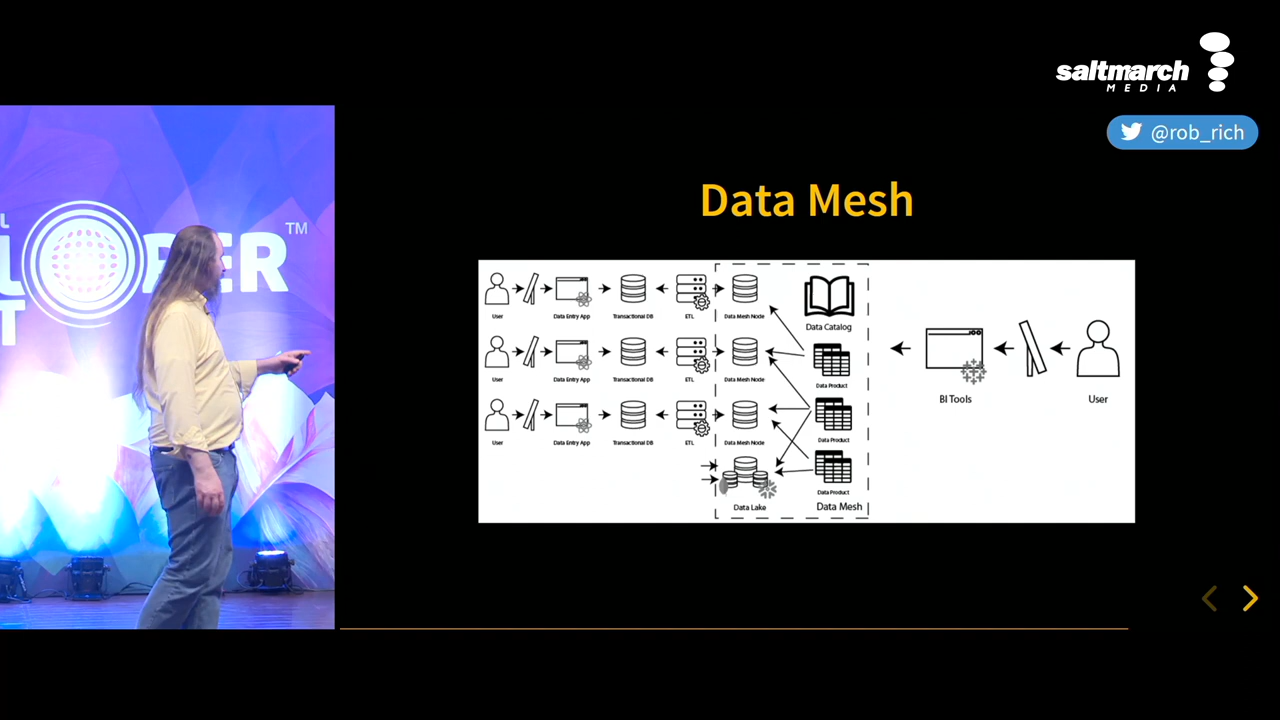 saltmarch
MEDIA
@rob_rich
TM
Data Mesh
User
Data Entry App
Transactional DB
ETL
Data Mesh Node
Data Catalog
User
Data Entry App
Transactional DB
ETL
Data Mesh Node
Data Product
User
Data Entry App
Transactional DB
ETL
Data Mesh Node
Data Product
Data Product
Data Lake
Data Mesh
BI Tools
User